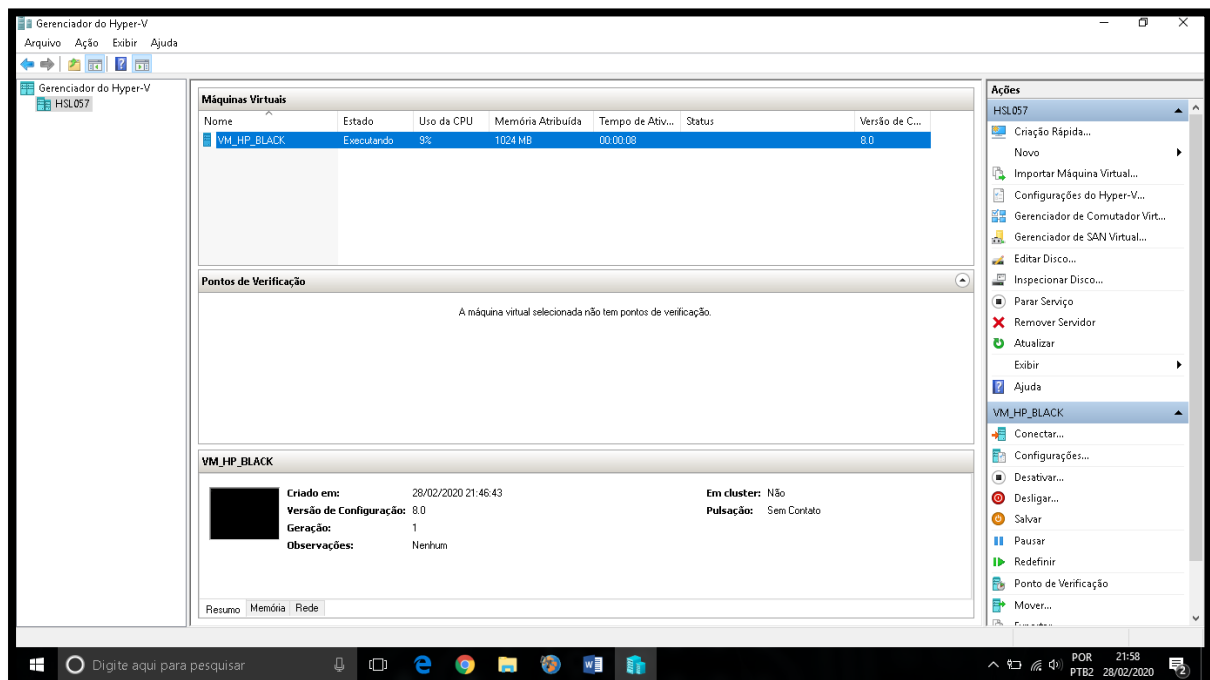 Gerenciador do Hyper-V
Arquivo Ação Exibir Ajuda
Gerenciador do Hyper-V
HSL057
Máquinas Virtuais
Nome Estado Uso da CPU Memória Atribuída Tempo de Ativ... Status Versão de C...
VM_HP_BLACK Executando 9% 1024 MB 00:00:08 8.0
Pontos de Verificação
A máquina virtual selecionada não tem pontos de verificação.
VM_HP_BLACK
Criado em: 28/02/2020 21:46:43 Em cluster: Não
Versão de Configuração: 8.0 Pulsação: Sem Contato
Geração: 1
Observações: Nenhum
Resumo Memória Rede
Ações
HSL057
Criação Rápida...
Novo
Importar Máquina Virtual...
Configurações do Hyper-V...
Gerenciador de Comutador Virt...
Gerenciador de SAN Virtual...
Editar Disco...
Inspecionar Disco...
Parar Serviço
Remover Servidor
Atualizar
Exibir
Ajuda
VM_HP_BLACK
Conectar...
Configurações...
Desativar...
Desligar...
Salvar
Pausar
Redefinir
Ponto de Verificação
Mover...
Digite aqui para pesquisar
POR 21:58
PTB2 28/02/2020
2